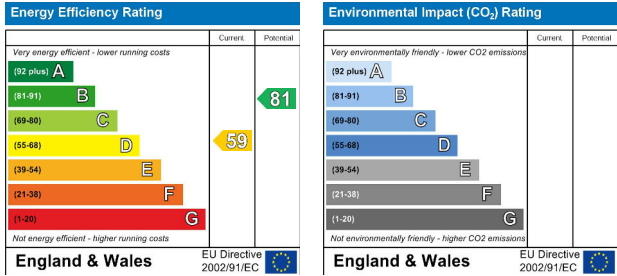 Energy Efficiency Rating
Current Potential
Very energy efficient - lower running costs
(92 plus) A
(81-91) B
81
(69-80) C
(55-68) D
59
(39-54) E
(21-38) F
(1-20) G
Not energy efficient - higher running costs
England & Wales
EU Directive
2002/91/EC
Environmental Impact (CO₂) Rating
Current Potential
Very environmentally friendly - lower CO2 emissions
(92 plus) A
(81-91) B
(69-80) C
(55-68) D
(39-54) E
(21-38) F
(1-20) G
Not environmentally friendly - higher CO2 emissions
England & Wales
EU Directive
2002/91/EC